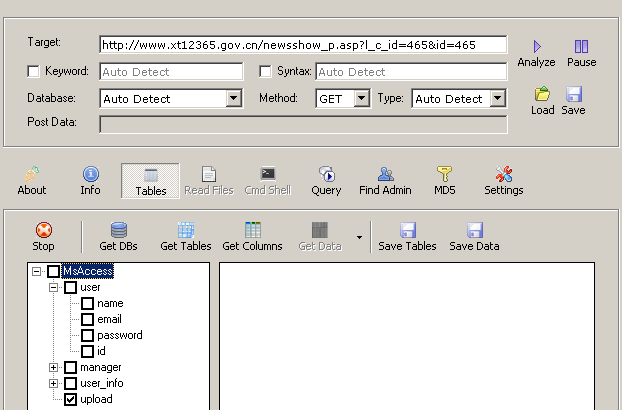 Target: http://www.xt12365.gov.cn/newsshow_p.asp?l_c_id=465&id=465
Analyze Pause
Keyword: Auto Detect Syntax: Auto Detect
Database: Auto Detect Method: GET Type: Auto Detect
Load Save
Post Data:
About Info Tables Read Files Cmd Shell Query Find Admin MD5 Settings
Stop Get DBs Get Tables Get Columns Get Data Save Tables Save Data
MsAccess
user
name
email
password
id
manager
user_info
upload